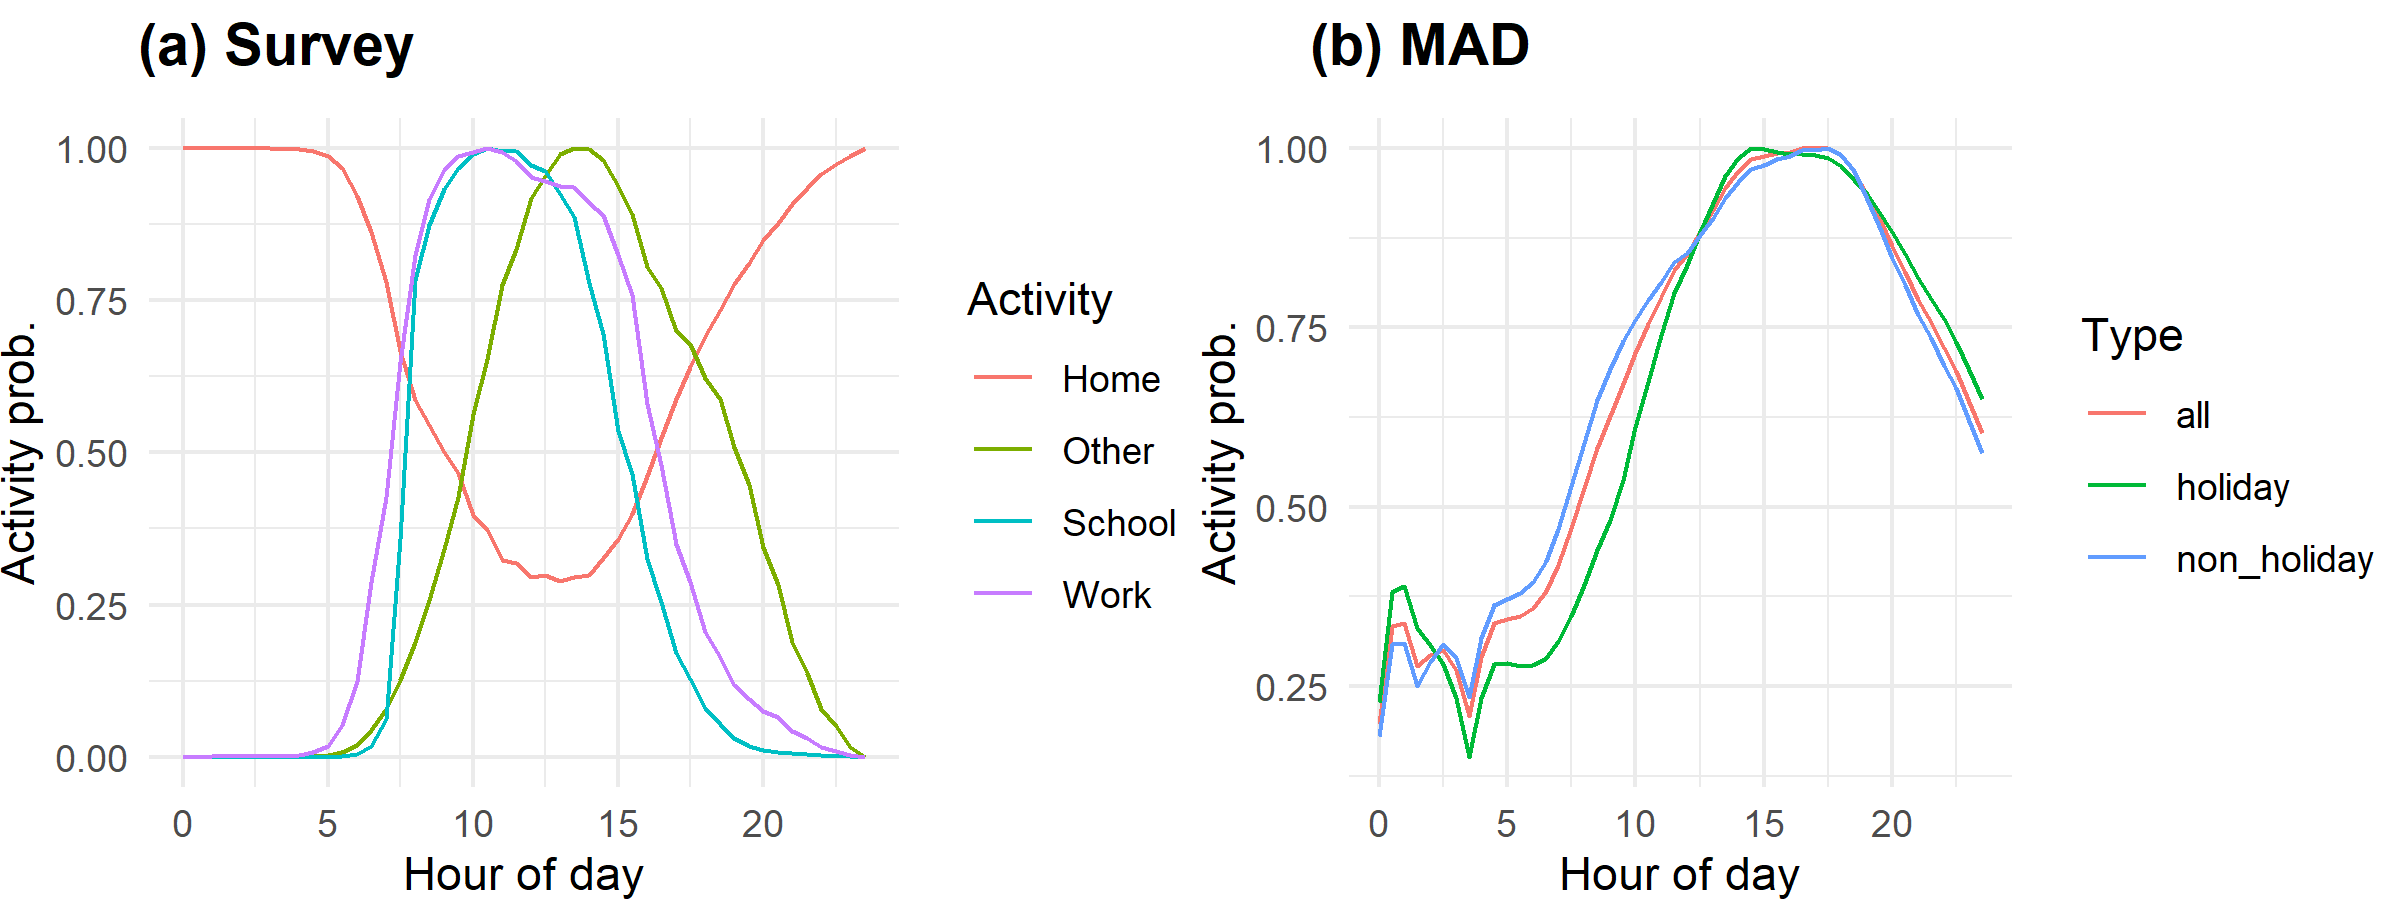 (a) Survey
Activity prob.
1.00
0.75
0.50
0.25
0.00
0 5 10 15 20
Hour of day
Activity
Home
Other
School
Work
(b) MAD
Activity prob.
1.00
0.75
0.50
0.25
0 5 10 15 20
Hour of day
Type
all
holiday
non_holiday